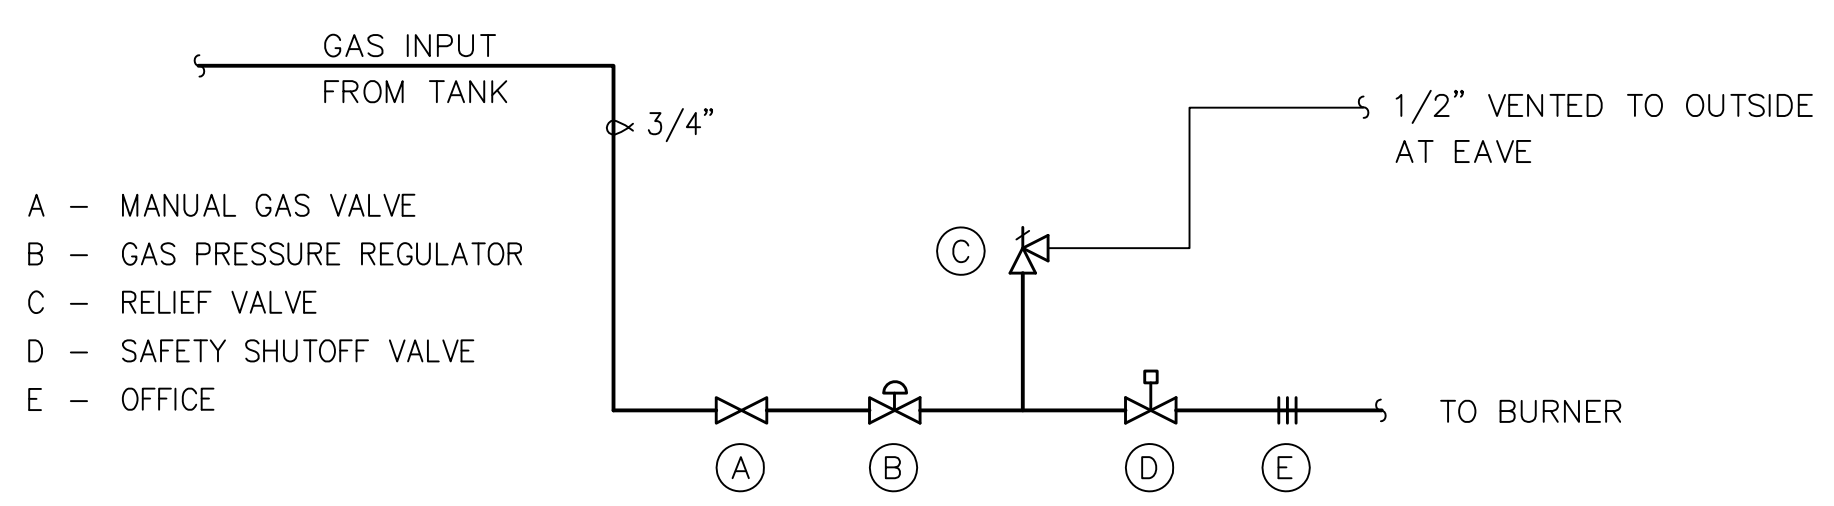 GAS INPUT
FROM TANK
3/4"
1/2" VENTED TO OUTSIDE
AT EAVE
A - MANUAL GAS VALVE
B - GAS PRESSURE REGULATOR
C - RELIEF VALVE
D - SAFETY SHUTOFF VALVE
E - OFFICE
C
TO BURNER
A
B
D
E